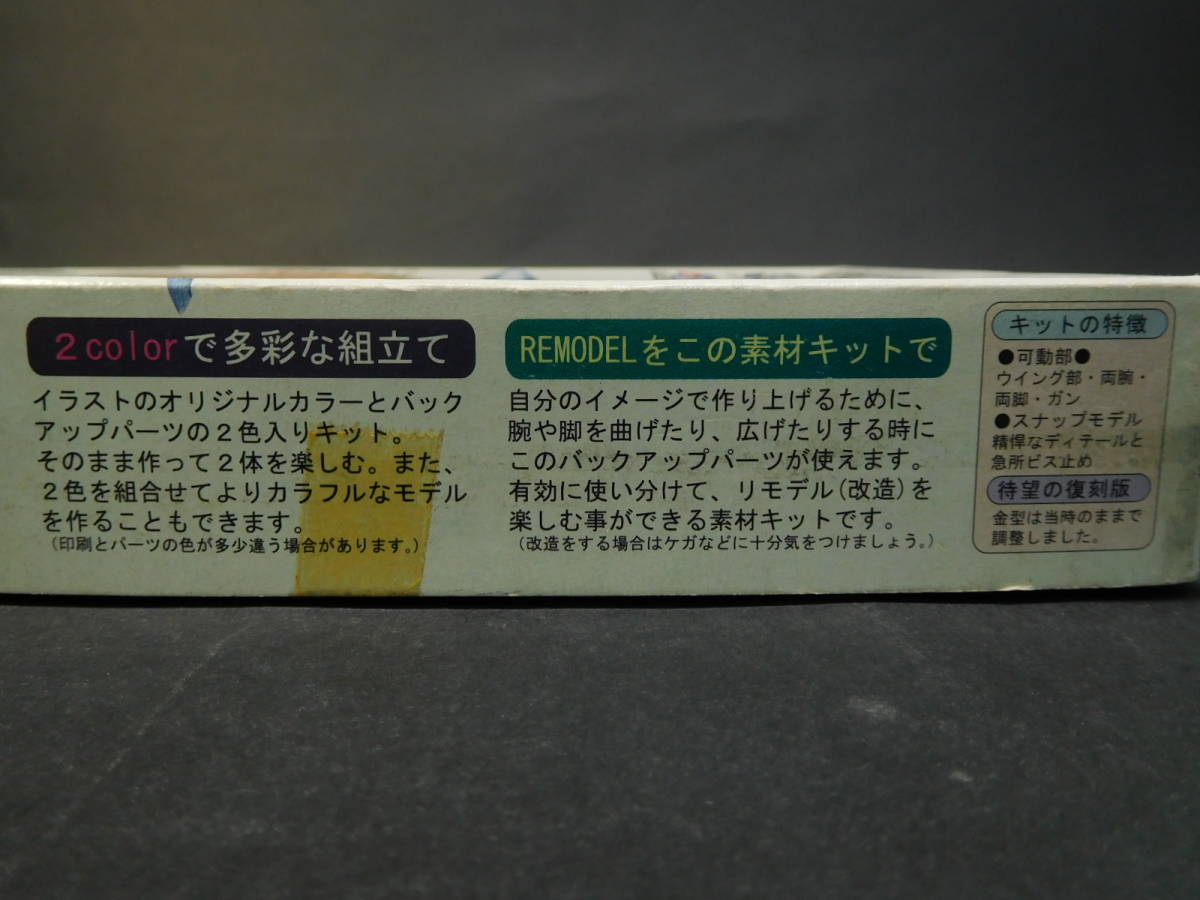 ２colorで多彩な組立て
イラストのオリジナルカラーとバック
アップパーツの２色入りキット。
そのまま作って２体を楽しむ。また、
２色を組合せてよりカラフルなモデル
を作ることもできます。
(印刷とパーツの色が多少違う場合があります。)
REMODELをこの素材キットで
自分のイメージで作り上げるために、
腕や脚を曲げたり、広げたりする時に
このバックアップパーツが使えます。
有効に使い分けて、リモデル(改造)を
楽しむ事ができる素材キットです。
(改造をする場合はケガなどに十分気をつけましょう。)
キットの特徴
●可動部●
ウイング部・両腕・
両脚・ガン
●スナップモデル
精悍なディテールと
急所ビス止め
待望の復刻版
金型は当時のままで
調整しました。